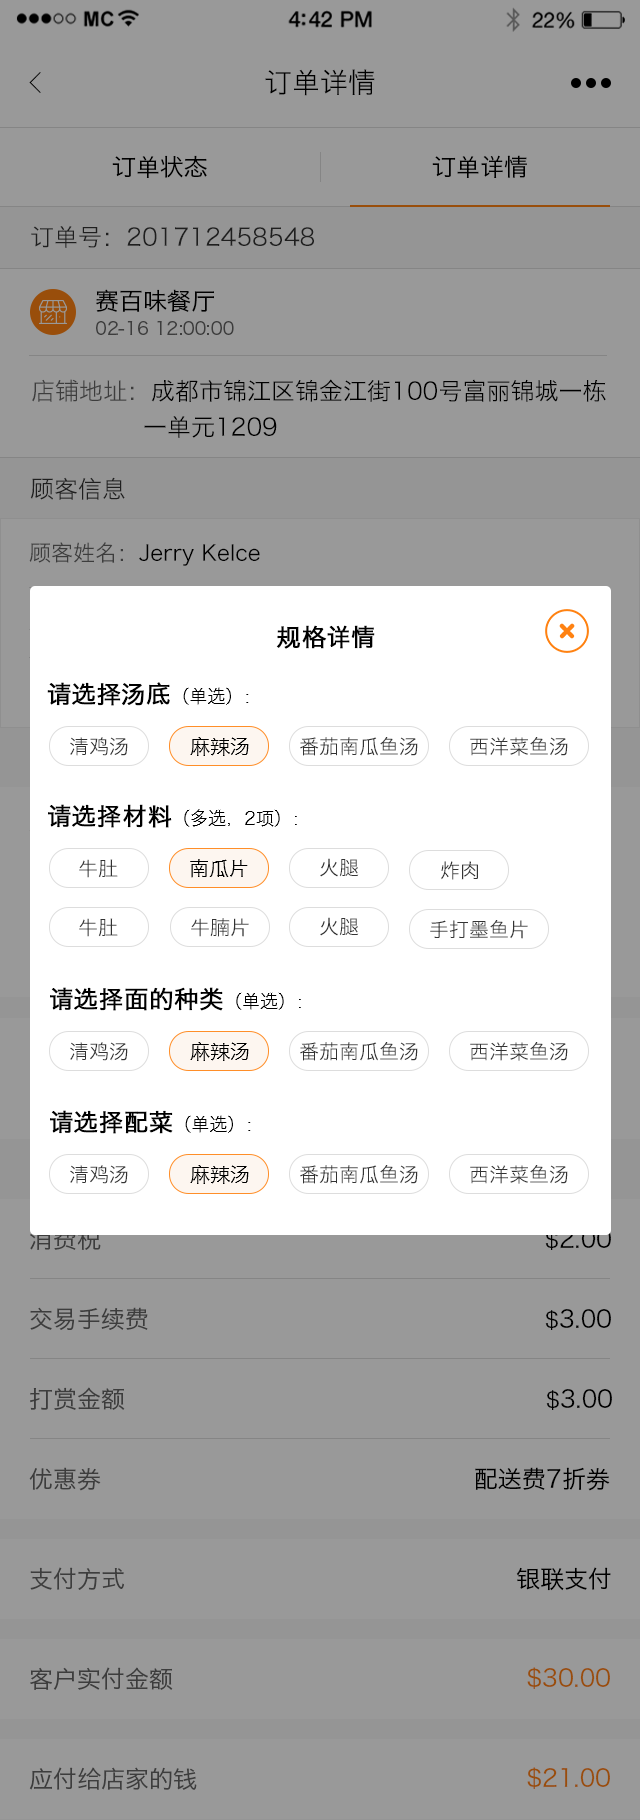 MC 4:42 PM 22%
订单详情
订单状态 订单详情
订单号：201712458548
赛百味餐厅
02-16 12:00:00
店铺地址：成都市锦江区锦金江街100号富丽锦城一栋
一单元1209
顾客信息
顾客姓名：Jerry Kelce
规格详情
请选择汤底（单选）:
清鸡汤 麻辣汤 番茄南瓜鱼汤 西洋菜鱼汤
请选择材料（多选，2项）:
牛肚 南瓜片 火腿 炸肉
牛肚 牛腩片 火腿 手打墨鱼片
请选择面的种类（单选）:
清鸡汤 麻辣汤 番茄南瓜鱼汤 西洋菜鱼汤
请选择配菜（单选）:
清鸡汤 麻辣汤 番茄南瓜鱼汤 西洋菜鱼汤
消费税 $2.00
交易手续费 $3.00
打赏金额 $3.00
优惠券 配送费7折券
支付方式 银联支付
客户实付金额 $30.00
应付给店家的钱 $21.00